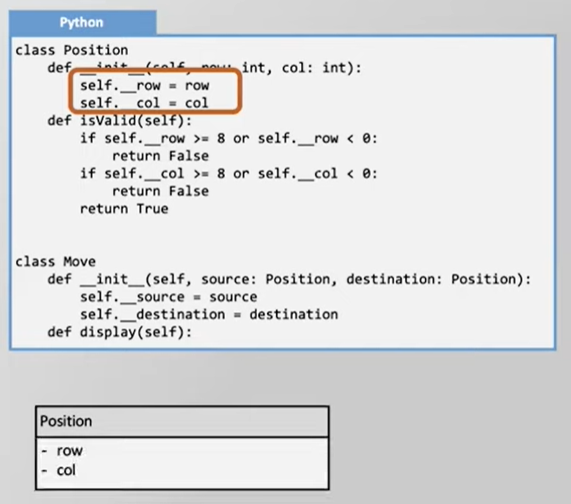 Python
class Position
    def __init__(self, row: int, col: int):
        self.__row = row
        self.__col = col
    def isValid(self):
        if self.__row >= 8 or self.__row < 0:
            return False
        if self.__col >= 8 or self.__col < 0:
            return False
        return True
class Move
    def __init__(self, source: Position, destination: Position):
        self.__source = source
        self.__destination = destination
    def display(self):
Position
- row
- col